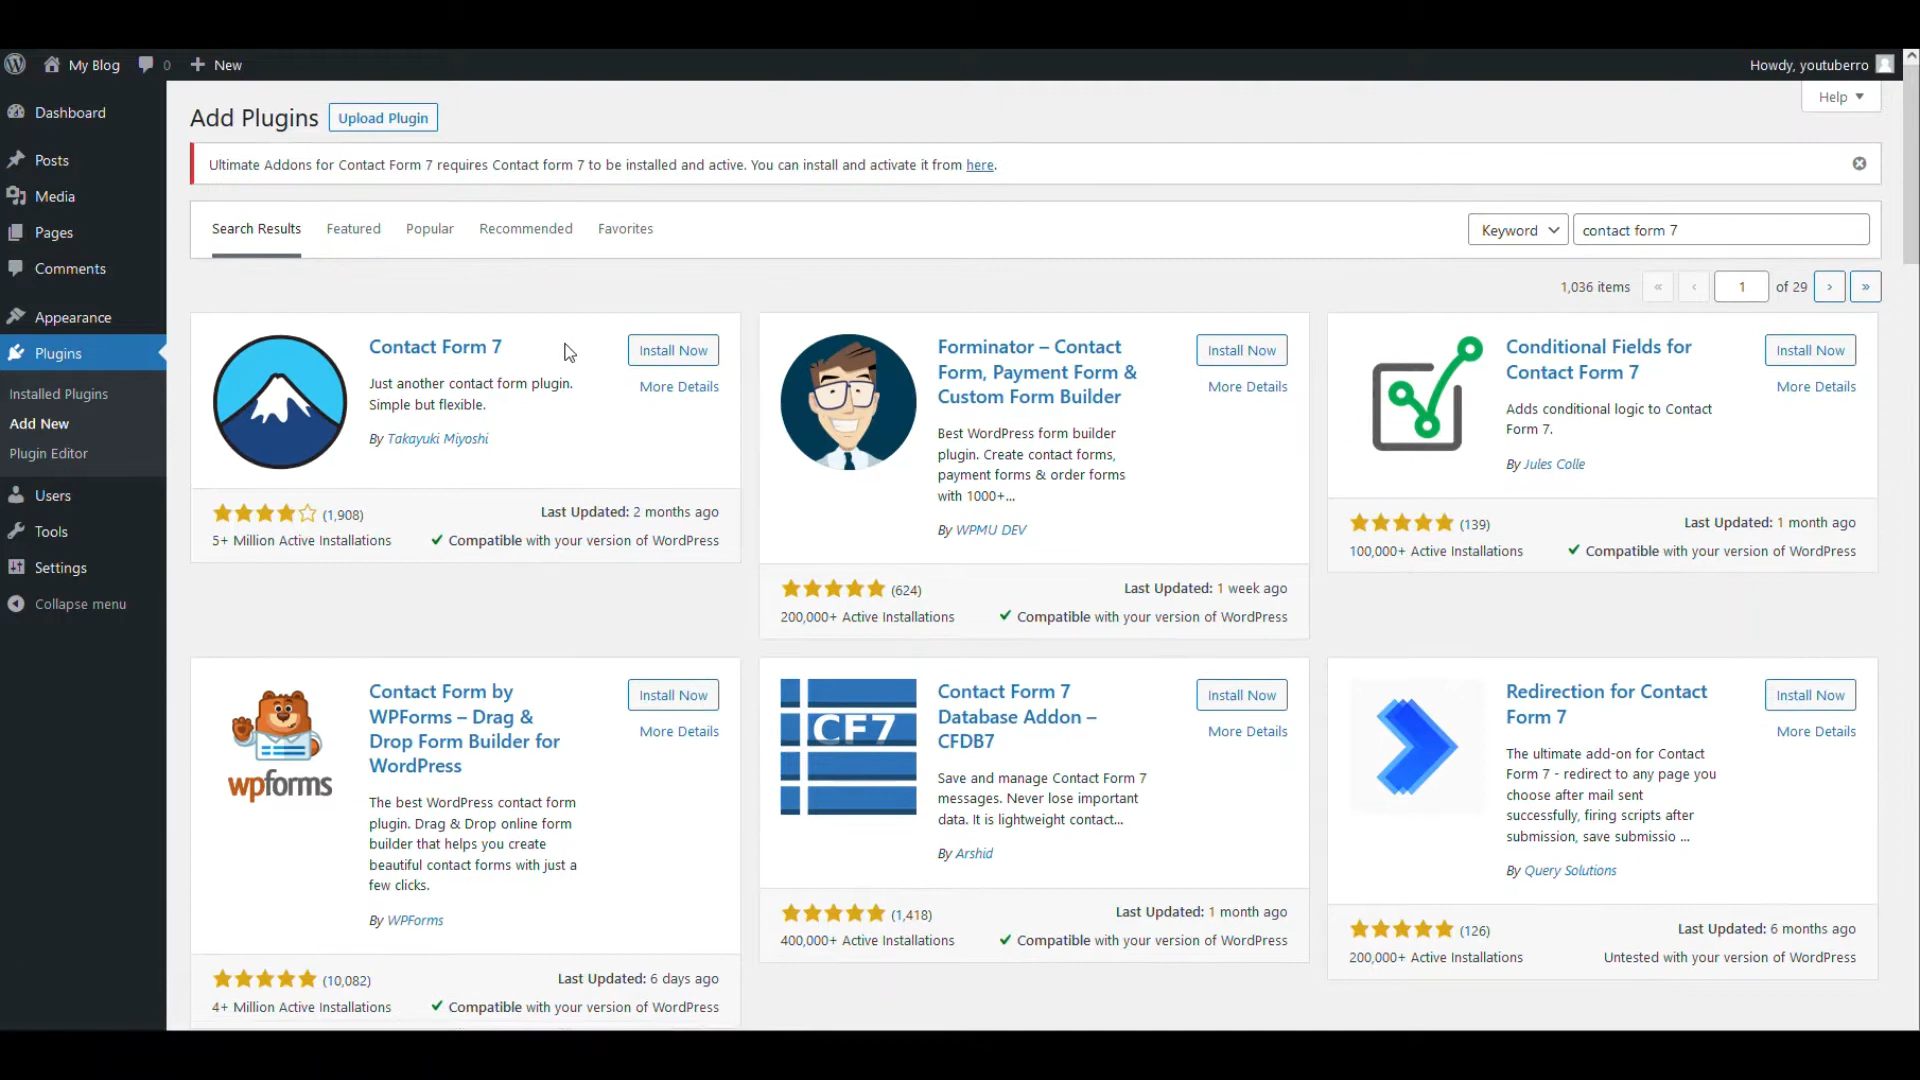 My Blog
0
New
Howdy, youtuberro
Dashboard
Posts
Media
Pages
Comments
Appearance
Plugins
Installed Plugins
Add New
Plugin Editor
Users
Tools
Settings
Collapse menu
Help
Add Plugins
Upload Plugin
Ultimate Addons for Contact Form 7 requires Contact form 7 to be installed and active. You can install and activate it from here.
Search Results Featured Popular Recommended Favorites
Keyword
contact form 7
1,036 items « ‹ 1 of 29 › »
Contact Form 7
Install Now
More Details
Just another contact form plugin.
Simple but flexible.
By Takayuki Miyoshi
(1,908)
Last Updated: 2 months ago
5+ Million Active Installations
Compatible with your version of WordPress
Forminator – Contact
Form, Payment Form &
Custom Form Builder
Install Now
More Details
Best WordPress form builder
plugin. Create contact forms,
payment forms & order forms
with 1000+...
By WPMU DEV
(624)
Last Updated: 1 week ago
200,000+ Active Installations
Compatible with your version of WordPress
Conditional Fields for
Contact Form 7
Install Now
More Details
Adds conditional logic to Contact
Form 7.
By Jules Colle
(139)
Last Updated: 1 month ago
100,000+ Active Installations
Compatible with your version of WordPress
wpforms
Contact Form by
WPForms – Drag &
Drop Form Builder for
WordPress
Install Now
More Details
The best WordPress contact form
plugin. Drag & Drop online form
builder that helps you create
beautiful contact forms with just a
few clicks.
By WPForms
(10,082)
Last Updated: 6 days ago
4+ Million Active Installations
Compatible with your version of WordPress
CF7
Contact Form 7
Database Addon –
CFDB7
Install Now
More Details
Save and manage Contact Form 7
messages. Never lose important
data. It is lightweight contact...
By Arshid
(1,418)
Last Updated: 1 month ago
400,000+ Active Installations
Compatible with your version of WordPress
Redirection for Contact
Form 7
Install Now
More Details
The ultimate add-on for Contact
Form 7 - redirect to any page you
choose after mail sent
successfully, firing scripts after
submission, save submissio ...
By Query Solutions
(126)
Last Updated: 6 months ago
200,000+ Active Installations
Untested with your version of WordPress